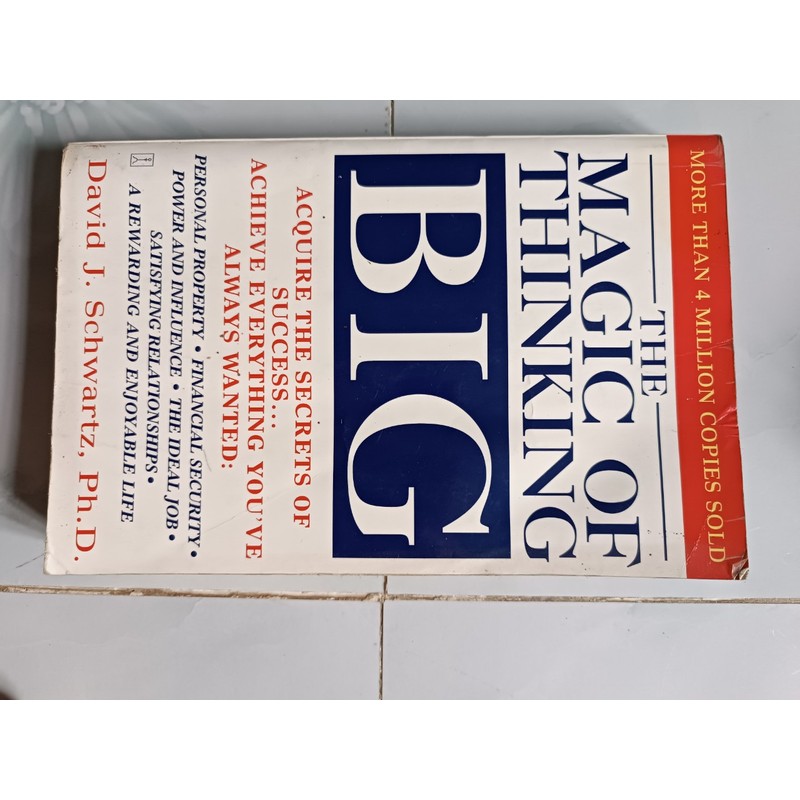 MORE THAN 4 MILLION COPIES SOLD
THE
MAGIC OF
THINKING
BIG
ACQUIRE THE SECRETS OF
SUCCESS...
ACHIEVE EVERYTHING YOU'VE
ALWAYS WANTED:
PERSONAL PROPERTY • FINANCIAL SECURITY •
POWER AND INFLUENCE • THE IDEAL JOB •
SATISFYING RELATIONSHIPS •
A REWARDING AND ENJOYABLE LIFE
David J. Schwartz, Ph.D.